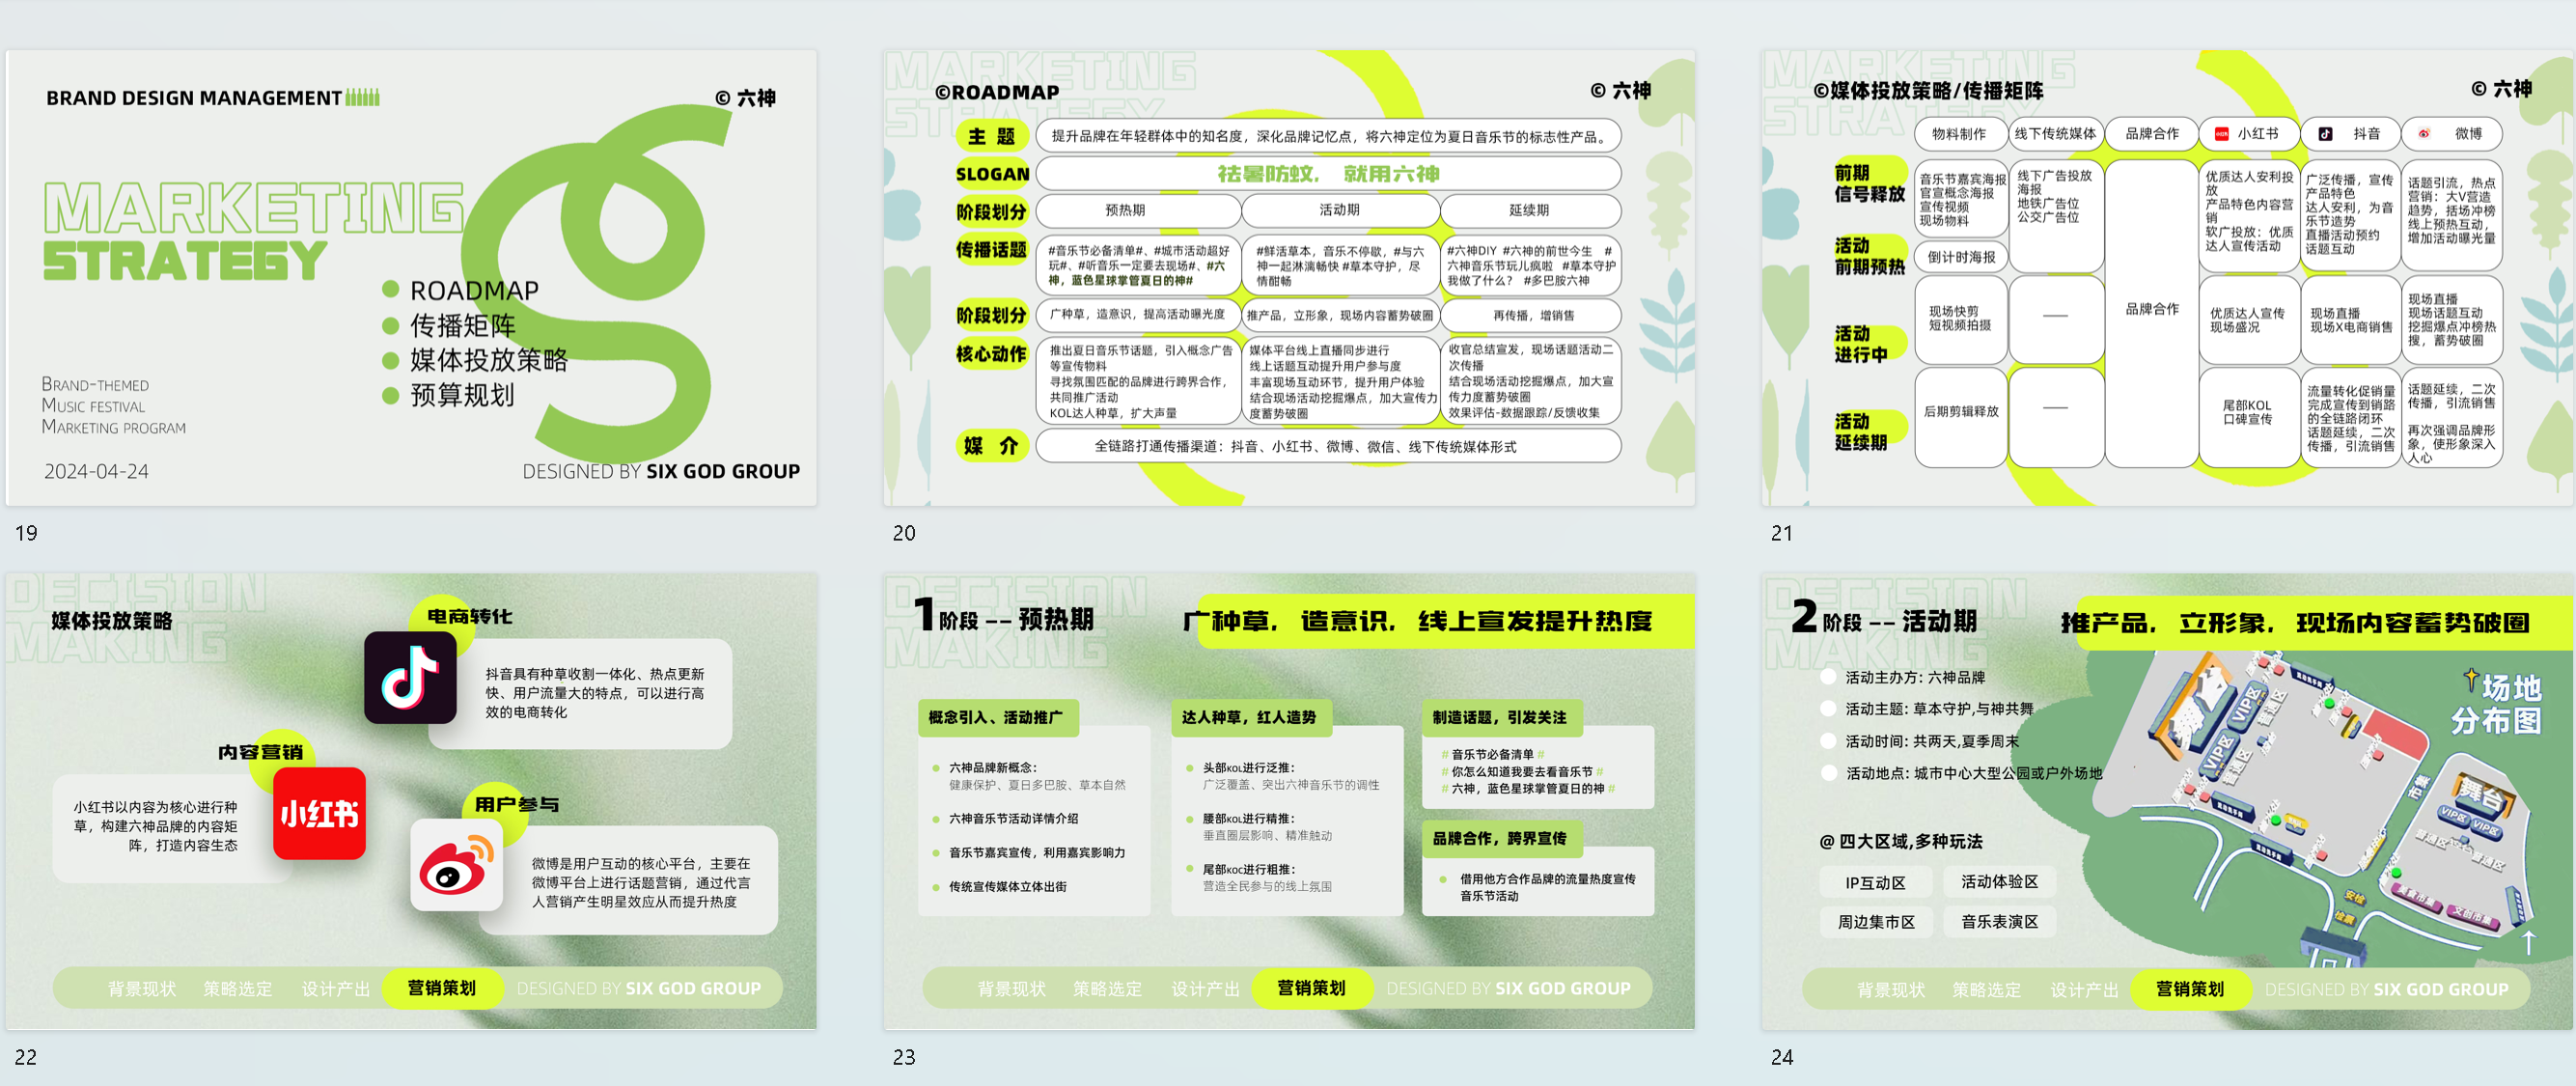 BRAND DESIGN MANAGEMENT
© 六神
MARKETING
STRATEGY
ROADMAP
传播矩阵
媒体投放策略
预算规划
BRAND-THEMED
MUSIC FESTIVAL
MARKETING PROGRAM
2024-04-24
DESIGNED BY SIX GOD GROUP
19
MARKETING
STRATEGY
©ROADMAP
© 六神
主 题
提升品牌在年轻群体中的知名度，深化品牌记忆点，将六神定位为夏日音乐节的标志性产品。
SLOGAN
祛暑防蚊， 就用六神
阶段划分
预热期
活动期
延续期
传播话题
#音乐节必备清单#、#城市活动超好
玩#、#听音乐一定要去现场#、#六
神，蓝色星球掌管夏日的神#
#鲜活草本，音乐不停歇，#与六
神一起淋漓畅快 #草本守护，尽
情酣畅
#六神DIY #六神的前世今生 #
六神音乐节玩儿疯啦 #草本守护
我做了什么？ #多巴胺六神
阶段划分
广种草，造意识，提高活动曝光度
推产品，立形象，现场内容蓄势破圈
再传播，增销售
核心动作
推出夏日音乐节话题，引入概念广告
等宣传物料
寻找氛围匹配的品牌进行跨界合作，
共同推广活动
KOL达人种草，扩大声量
媒体平台线上直播同步进行
线上话题互动提升用户参与度
丰富现场互动环节，提升用户体验
结合现场活动挖掘爆点，加大宣传力
度蓄势破圈
收官总结宣发，现场话题活动二
次传播
结合现场活动挖掘爆点，加大宣
传力度蓄势破圈
效果评估-数据跟踪/反馈收集
媒 介
全链路打通传播渠道：抖音、小红书、微博、微信、线下传统媒体形式
20
MARKETING
STRATEGY
©媒体投放策略/传播矩阵
© 六神
物料制作
线下传统媒体
品牌合作
小红书
抖音
微博
前期
信号释放
音乐节嘉宾海报
官宣概念海报
宣传视频
现场物料
线下广告投放
海报
地铁广告位
公交广告位
品牌合作
优质达人安利投
放
产品特色内容营
销
软广投放：优质
达人宣传活动
广泛传播，宣传
产品特色
达人安利，为音
乐节造势
直播活动预约
话题互动
话题引流，热点
营销：大V营造
趋势，括场冲榜
线上预热互动，
增加活动曝光量
活动
前期预热
倒计时海报
活动
进行中
现场快剪
短视频拍摄
——
优质达人宣传
现场盛况
现场直播
现场X电商销售
现场直播
现场话题互动
挖掘爆点冲榜热
搜，蓄势破圈
活动
延续期
后期剪辑释放
——
尾部KOL
口碑宣传
流量转化促销量
完成宣传到销路
的全链路闭环
话题延续，二次
传播，引流销售
话题延续，二次
传播，引流销售
再次强调品牌形
象，使形象深入
人心
21
DECISION
MAKING
媒体投放策略
电商转化
抖音具有种草收割一体化、热点更新
快、用户流量大的特点，可以进行高
效的电商转化
内容营销
小红书
小红书以内容为核心进行种
草，构建六神品牌的内容矩
阵，打造内容生态
用户参与
微博是用户互动的核心平台，主要在
微博平台上进行话题营销，通过代言
人营销产生明星效应从而提升热度
背景现状 策略选定 设计产出 营销策划 DESIGNED BY SIX GOD GROUP
22
DECISION
MAKING
1阶段 -- 预热期
广种草， 造意识， 线上宣发提升热度
概念引入、活动推广
六神品牌新概念：
健康保护、夏日多巴胺、草本自然
六神音乐节活动详情介绍
音乐节嘉宾宣传，利用嘉宾影响力
传统宣传媒体立体出街
达人种草，红人造势
头部KOL进行泛推：
广泛覆盖、突出六神音乐节的调性
腰部KOL进行精推：
垂直圈层影响、精准触动
尾部KOC进行粗推：
营造全民参与的线上氛围
制造话题，引发关注
# 音乐节必备清单 #
# 你怎么知道我要去看音乐节 #
# 六神，蓝色星球掌管夏日的神 #
品牌合作，跨界宣传
借用他方合作品牌的流量热度宣传
音乐节活动
背景现状 策略选定 设计产出 营销策划 DESIGNED BY SIX GOD GROUP
23
DECISION
MAKING
2阶段 -- 活动期
推产品， 立形象， 现场内容蓄势破圈
活动主办方: 六神品牌
活动主题: 草本守护,与神共舞
活动时间: 共两天,夏季周末
活动地点: 城市中心大型公园或户外场地
@ 四大区域,多种玩法
IP互动区
活动体验区
周边集市区
音乐表演区
场地
分布图
VIP区
普通区
VIP区
普通区
舞台
VIP区
VIP区
普通区
普通区
安检
检票
美食市集
文创市集
背景现状 策略选定 设计产出 营销策划 DESIGNED BY SIX GOD GROUP
24